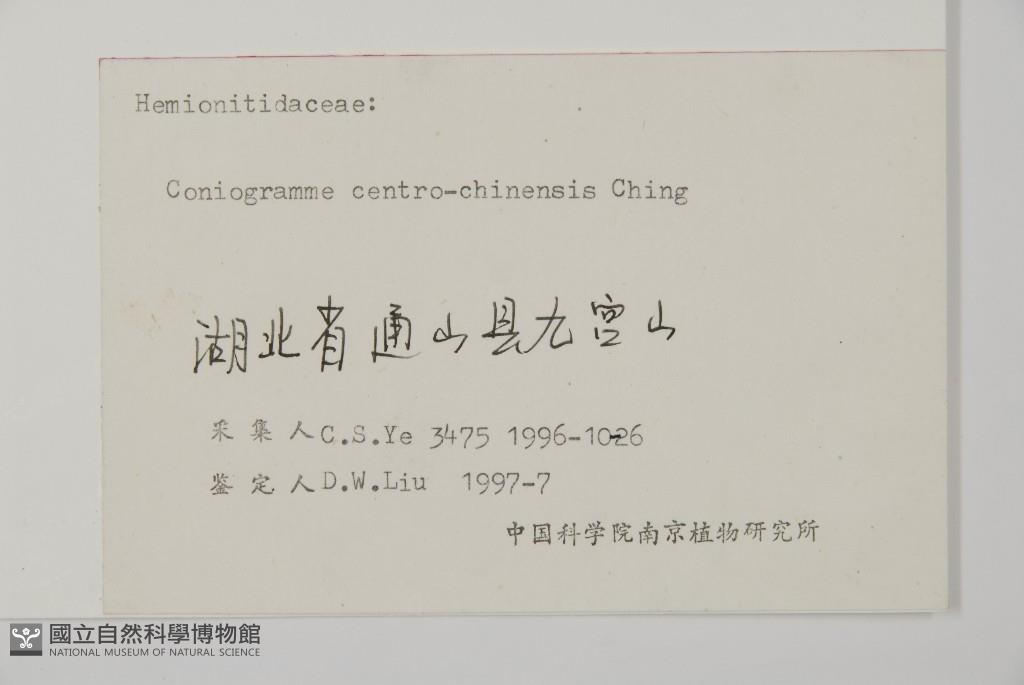 Hemionitidaceae:
Coniogramme centro-chinensis Ching
湖北省通山县九宫山
采集人 C.S.Ye 3475 1996-10-26
鉴定人 D.W.Liu 1997-7
中国科学院南京植物研究所
國立自然科學博物館
NATIONAL MUSEUM OF NATURAL SCIENCE